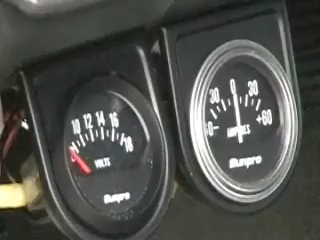 10 12 14 16 18
VOLTS
Sunpro
30 0 30
0- +60
AMPERES
Sunpro